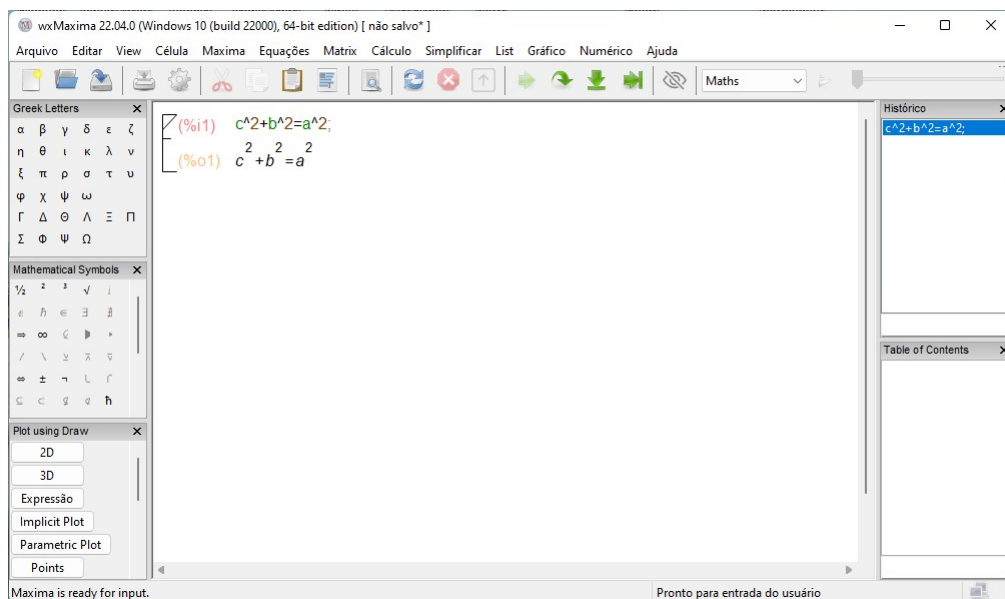 wxMaxima 22.04.0 (Windows 10 (build 22000), 64-bit edition) [ não salvo* ]
Arquivo Editar View Célula Maxima Equações Matrix Cálculo Simplificar List Gráfico Numérico Ajuda
Maths
Greek Letters
α β γ δ ε ζ
η θ ι κ λ ν
ξ π ρ σ τ υ
φ χ ψ ω
Γ Δ Θ Λ Ξ Π
Σ Φ Ψ Ω
Mathematical Symbols
½ ² ³ √
ℏ ∈ ∃ ∄
⇒ ∞
/ \ ⊻ ⊼ ⊽
⇔ ± ¬
⊆ ⊂ ⊄ ħ
Plot using Draw
2D
3D
Expressão
Implicit Plot
Parametric Plot
Points
(%i1) c^2+b^2=a^2;
(%o1) c²+b²=a²
Histórico
c^2+b^2=a^2;
Table of Contents
Maxima is ready for input.
Pronto para entrada do usuário